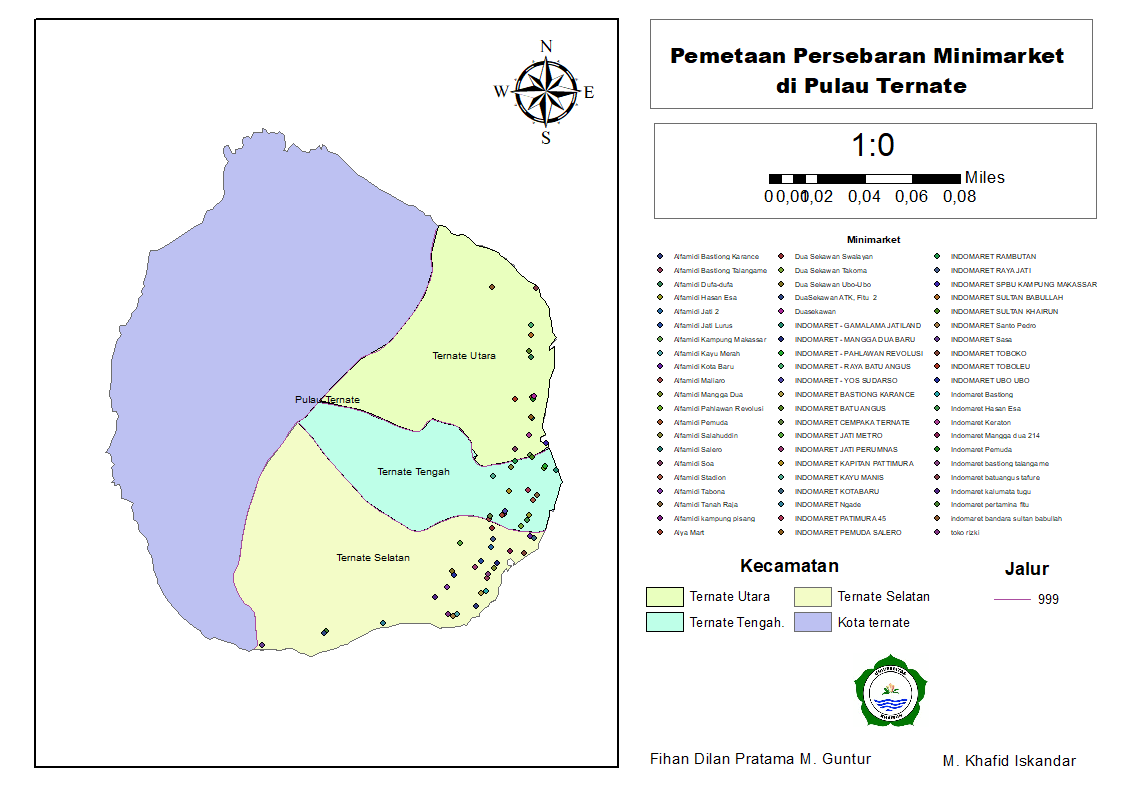 N
W
E
S
Pulau Ternate
Ternate Utara
Ternate Tengah
Ternate Selatan
Pemetaan Persebaran Minimarket
di Pulau Ternate
1:0
Miles
0 0,01 0,02 0,04 0,06 0,08
Minimarket
Alfamidi Bastiong Karance
Alfamidi Bastiong Talangame
Alfamidi Dufa-dufa
Alfamidi Hasan Esa
Alfamidi Jati 2
Alfamidi Jati Lurus
Alfamidi Kampung Makassar
Alfamidi Kayu Merah
Alfamidi Kota Baru
Alfamidi Maliaro
Alfamidi Mangga Dua
Alfamidi Pahlawan Revolusi
Alfamidi Pemuda
Alfamidi Salahuddin
Alfamidi Salero
Alfamidi Soa
Alfamidi Stadion
Alfamidi Tabona
Alfamidi Tanah Raja
Alfamidi kampung pisang
Alya Mart
Dua Sekawan Swalayan
Dua Sekawan Takoma
Dua Sekawan Ubo-Ubo
DuaSekawan ATK, Fitu 2
Duasekawan
INDOMARET - GAMALAMA JATILAND
INDOMARET - MANGGA DUA BARU
INDOMARET - PAHLAWAN REVOLUSI
INDOMARET - RAYA BATU ANGUS
INDOMARET - YOS SUDARSO
INDOMARET BASTIONG KARANCE
INDOMARET BATU ANGUS
INDOMARET CEMPAKA TERNATE
INDOMARET JATI METRO
INDOMARET JATI PERUMNAS
INDOMARET KAPITAN PATTIMURA
INDOMARET KAYU MANIS
INDOMARET KOTABARU
INDOMARET Ngade
INDOMARET PATIMURA 45
INDOMARET PEMUDA SALERO
INDOMARET RAMBUTAN
INDOMARET RAYA JATI
INDOMARET SPBU KAMPUNG MAKASSAR
INDOMARET SULTAN BABULLAH
INDOMARET SULTAN KHAIRUN
INDOMARET Santo Pedro
INDOMARET Sasa
INDOMARET TOBOKO
INDOMARET TOBOLEU
INDOMARET UBO UBO
Indomaret Bastiong
Indomaret Hasan Esa
Indomaret Keraton
Indomaret Mangga dua 214
Indomaret Pemuda
Indomaret bastiong talangame
Indomaret batuangus tafure
Indomaret kalumata tugu
Indomaret pertamina fitu
indomaret bandara sultan babullah
toko rizki
Kecamatan
Ternate Utara
Ternate Tengah.
Ternate Selatan
Kota ternate
Jalur
999
KHAIRUN
Fihan Dilan Pratama M. Guntur
M. Khafid Iskandar